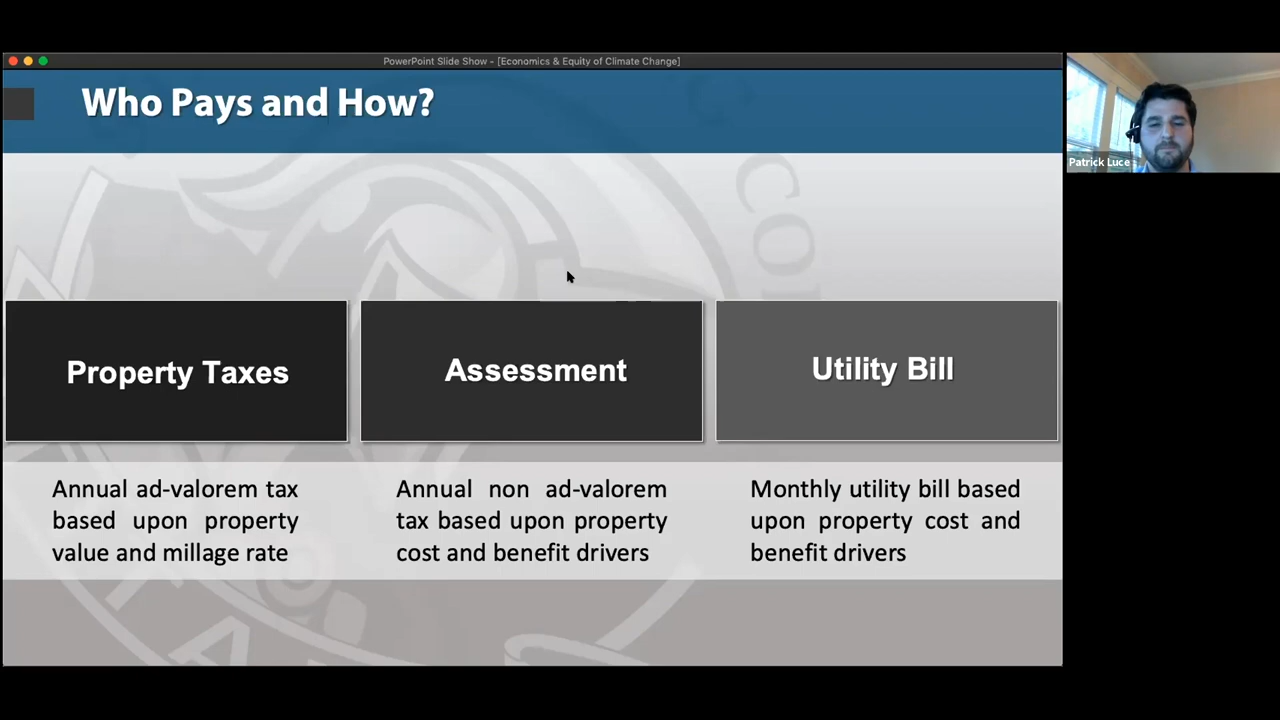 PowerPoint Slide Show - [Economics & Equity of Climate Change]
Who Pays and How?
Patrick Luce
Property Taxes
Assessment
Utility Bill
Annual ad-valorem tax
based upon property
value and millage rate
Annual non ad-valorem
tax based upon property
cost and benefit drivers
Monthly utility bill based
upon property cost and
benefit drivers